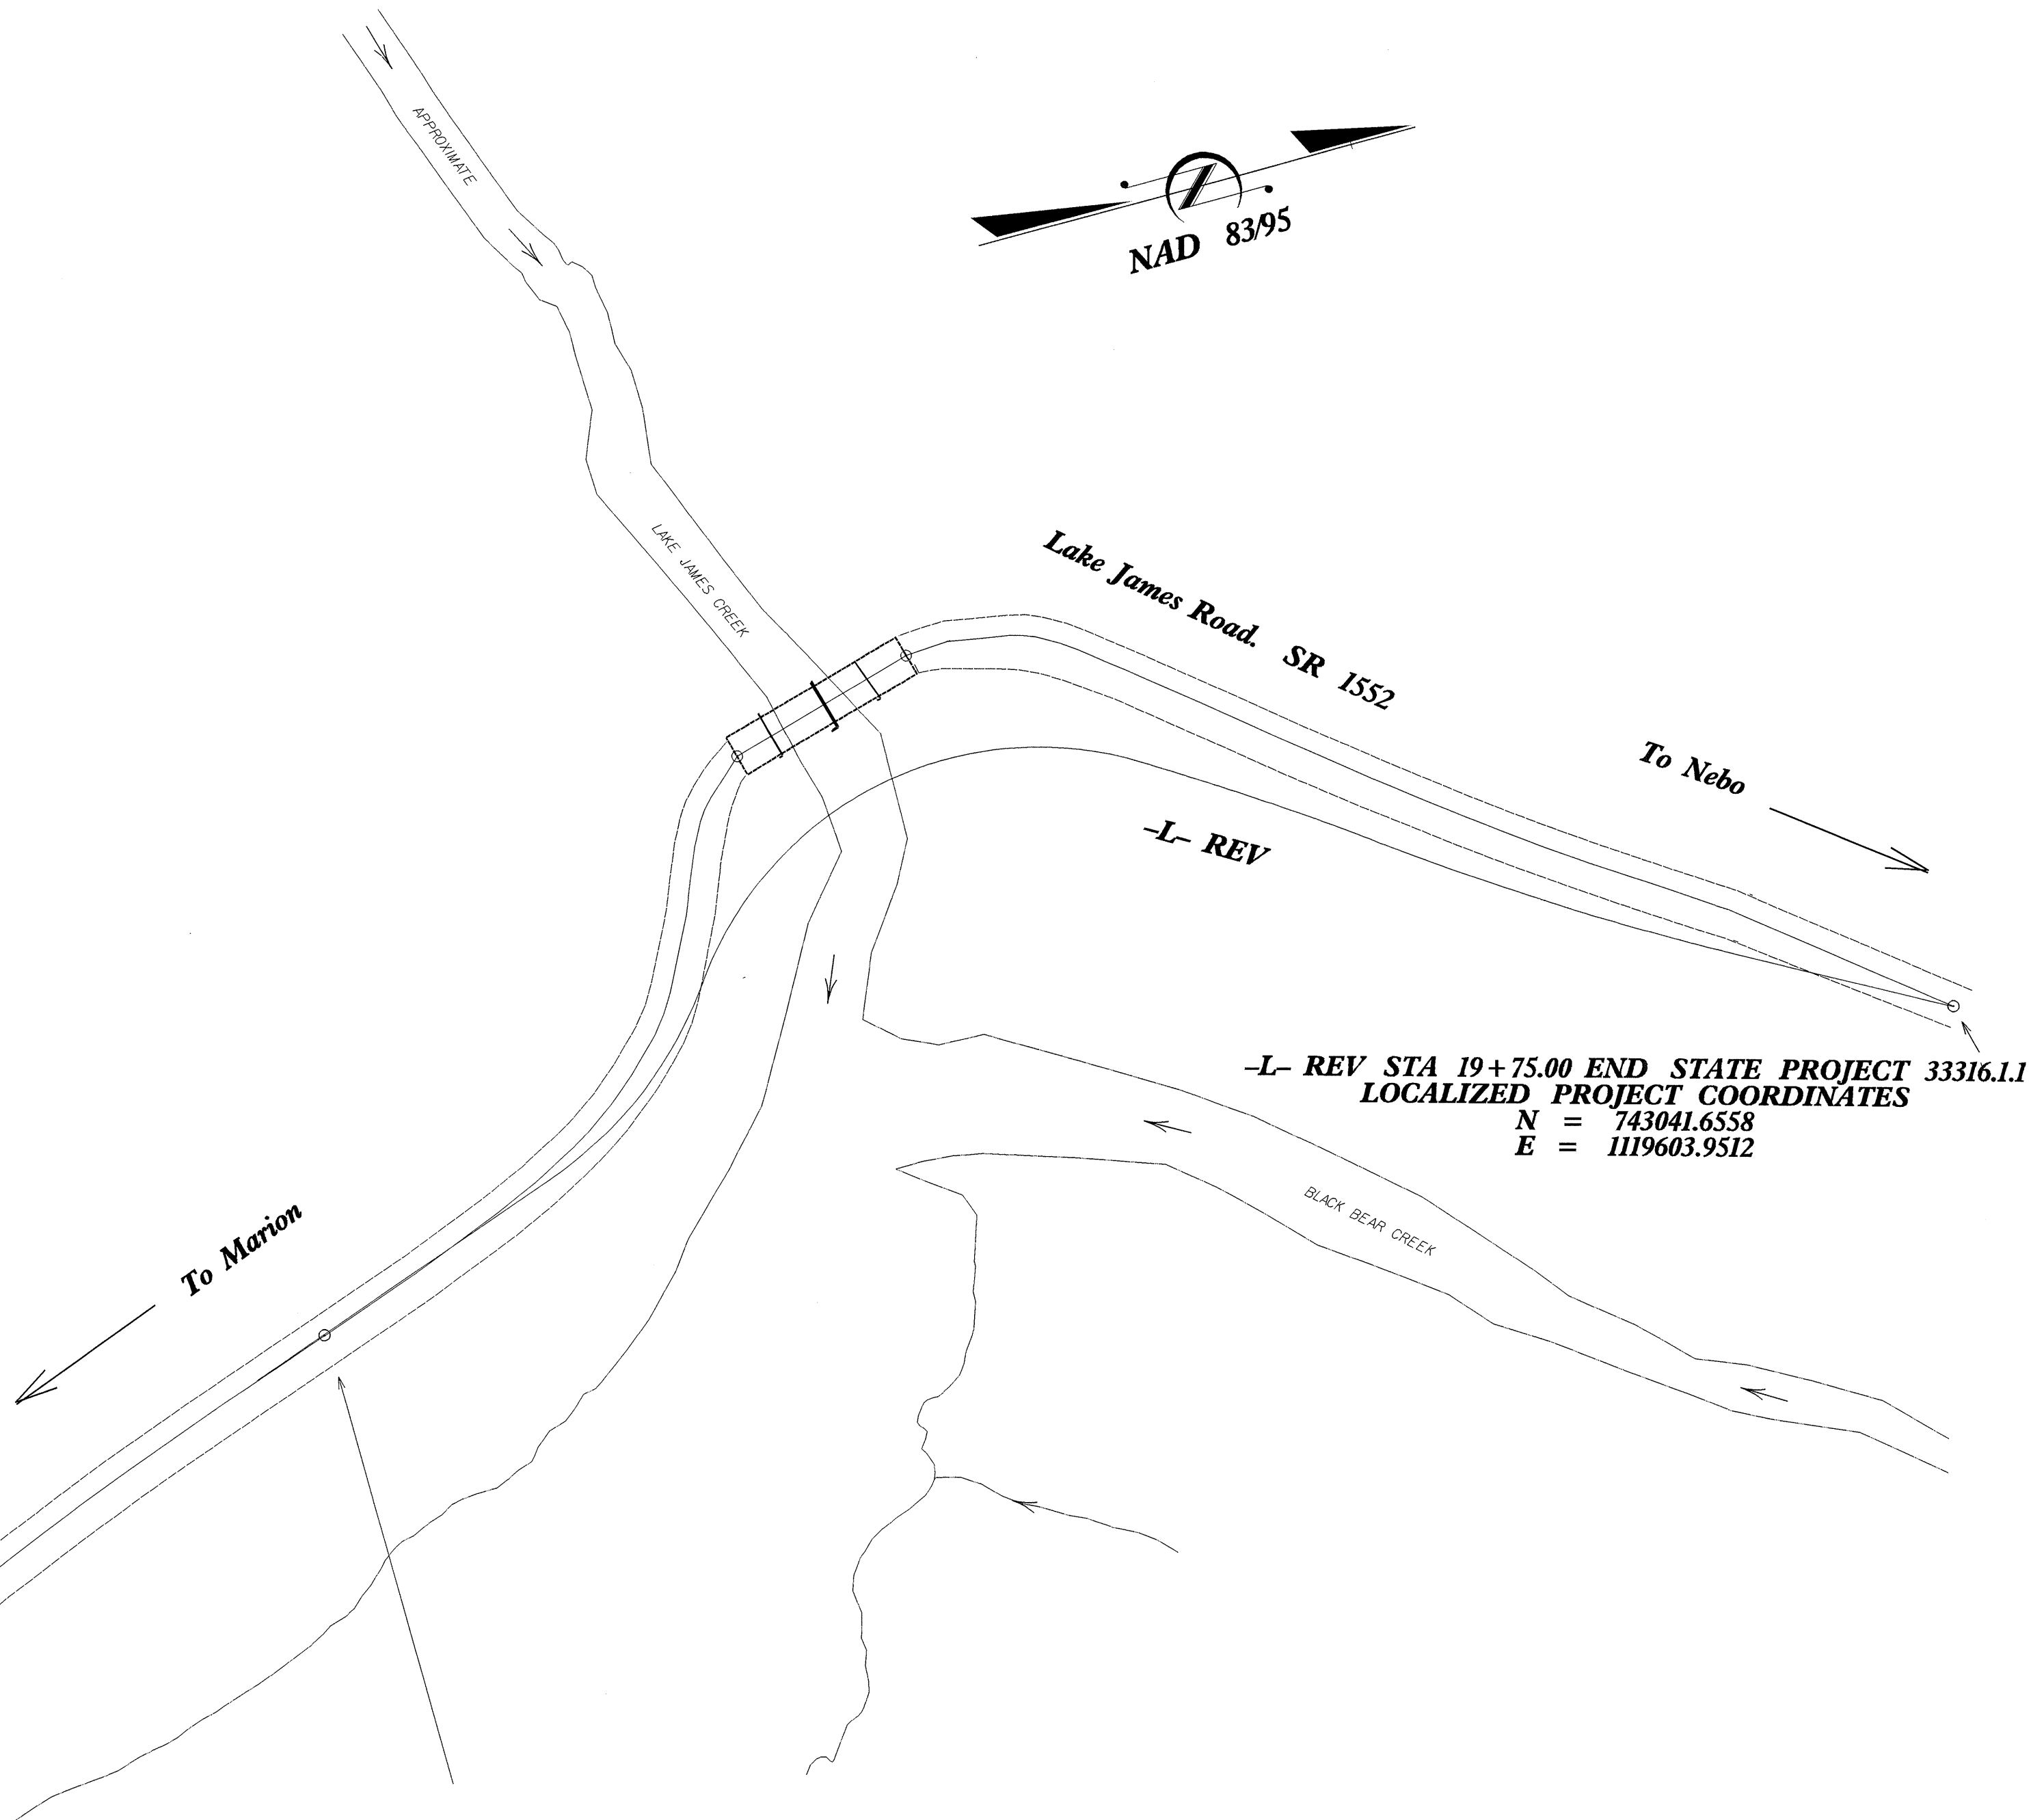 APPROXIMATE
NAD 83/95
LAKE JAMES CREEK
Lake James Road. SR 1552
To Nebo
-L- REV
-L- REV STA 19+75.00 END STATE PROJECT 33316.1.1
LOCALIZED PROJECT COORDINATES
N = 743041.6558
E = 1119603.9512
BLACK BEAR CREEK
To Marion